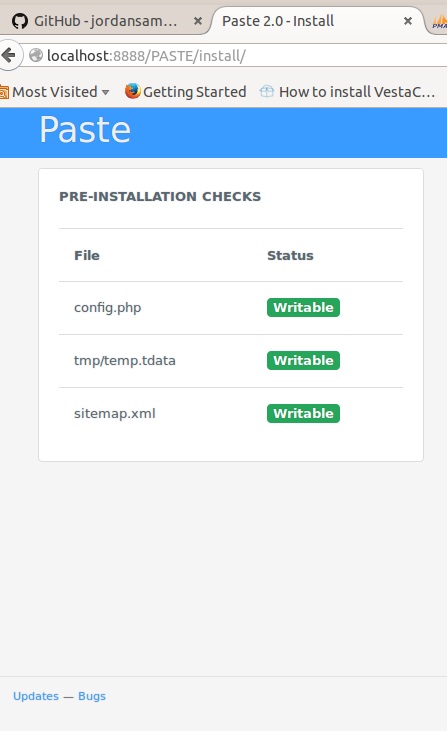 GitHub - jordansam... × Paste 2.0 - Install × PMA
localhost:8888/PASTE/install/
Most Visited Getting Started How to install VestaC...
Paste
PRE-INSTALLATION CHECKS
File Status
config.php Writable
tmp/temp.tdata Writable
sitemap.xml Writable
Updates — Bugs